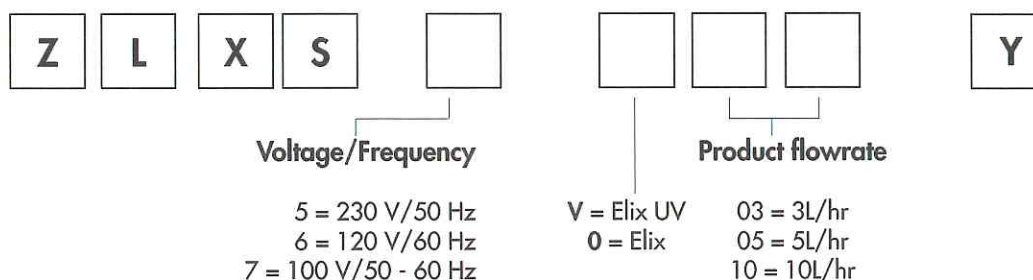 Z L X S Y
Voltage/Frequency Product flowrate
5 = 230 V/50 Hz V = Elix UV 03 = 3L/hr
6 = 120 V/60 Hz 0 = Elix 05 = 5L/hr
7 = 100 V/50 - 60 Hz 10 = 10L/hr